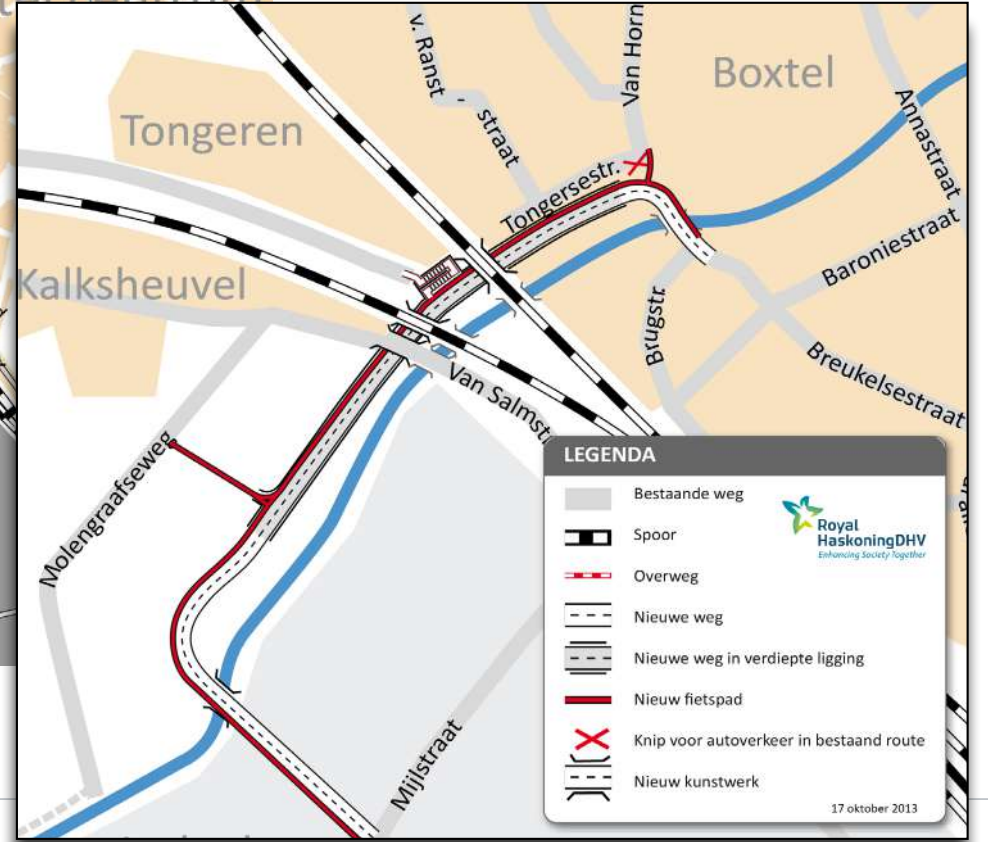 Boxtel
Tongeren
v. Ranst - straat
Van Horn
Annastraat
Tongersestr.
Baroniestraat
Kalksheuvel
Brugstr.
Breukelsestraat
Van Salmst
Molengraafseweg
Mijlstraat
LEGENDA
Bestaande weg
Spoor
Overweg
Nieuwe weg
Nieuwe weg in verdiepte ligging
Nieuw fietspad
Knip voor autoverkeer in bestaand route
Nieuw kunstwerk
Royal
HaskoningDHV
Enhancing Society Together
17 oktober 2013